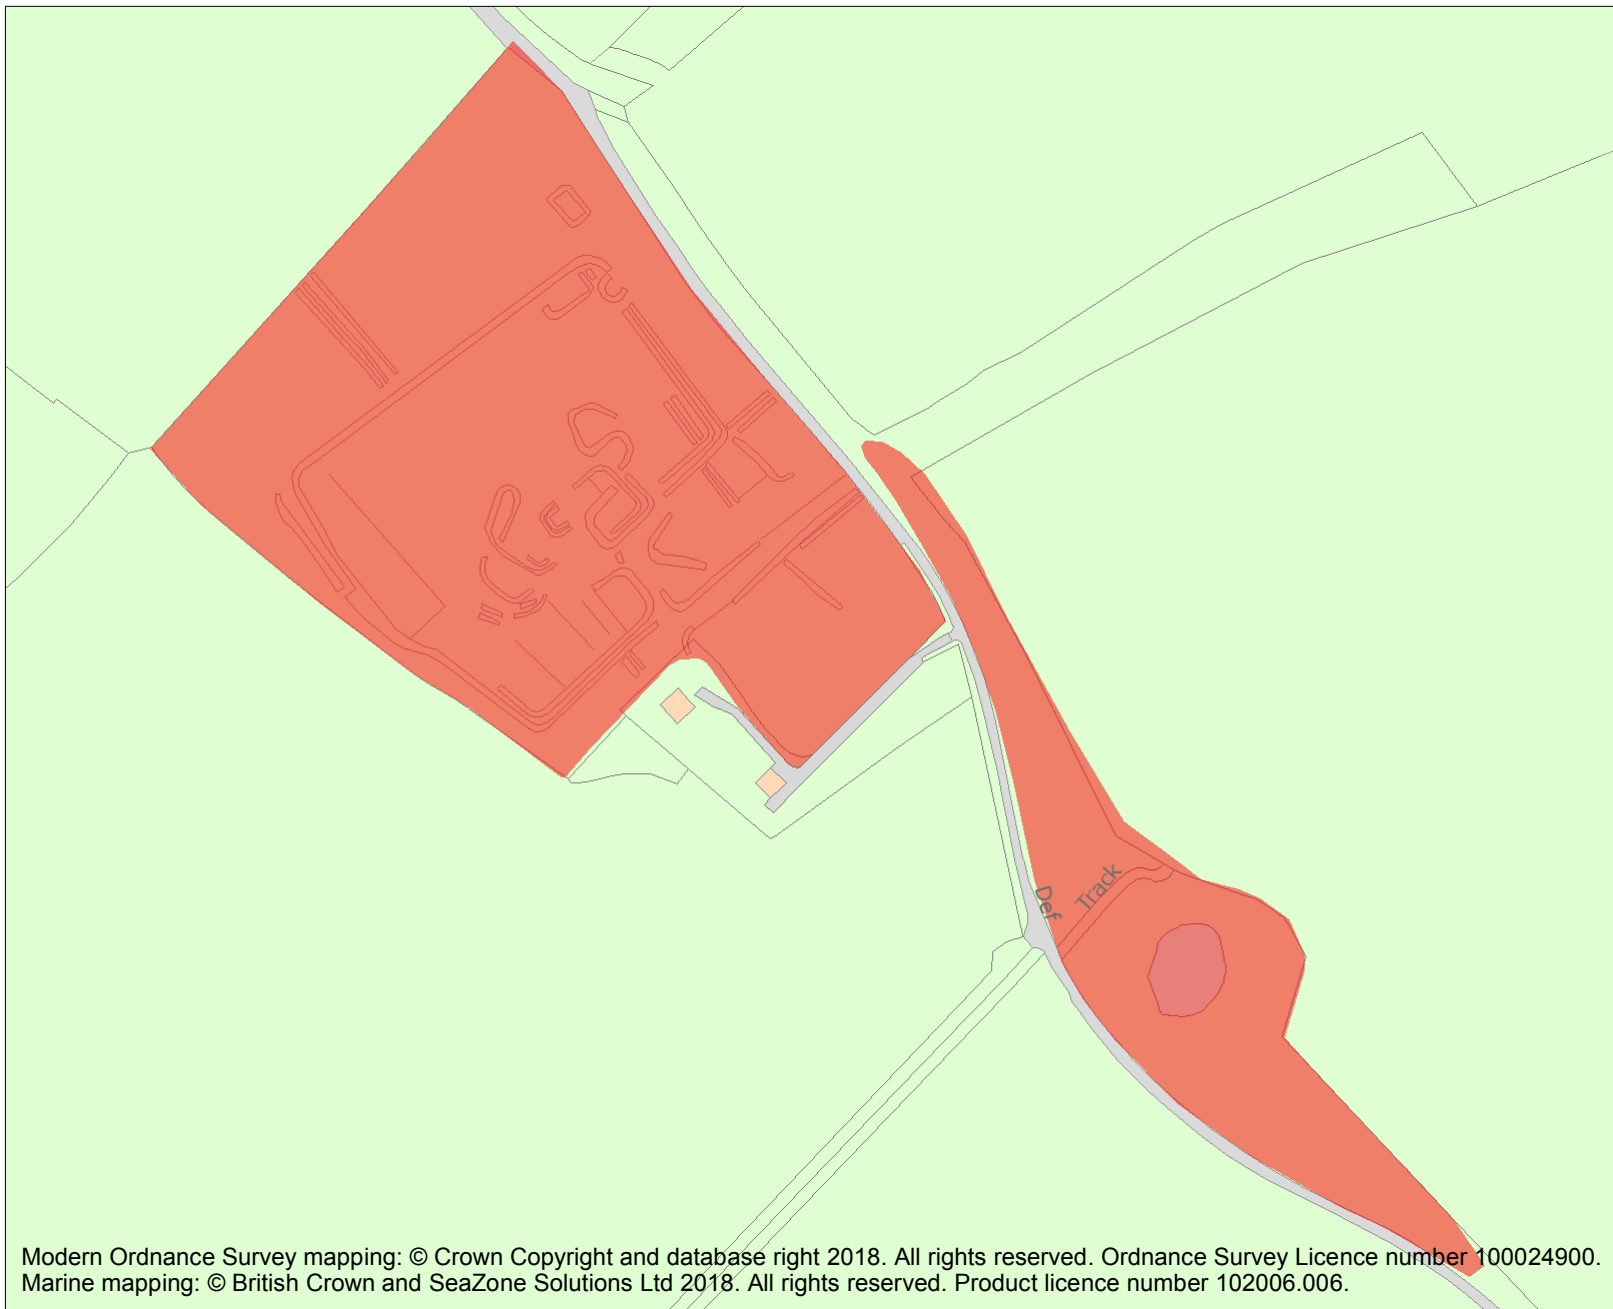 Def
Track
Modern Ordnance Survey mapping: © Crown Copyright and database right 2018. All rights reserved. Ordnance Survey Licence number 100024900.
Marine mapping: © British Crown and SeaZone Solutions Ltd 2018. All rights reserved. Product licence number 102006.006.